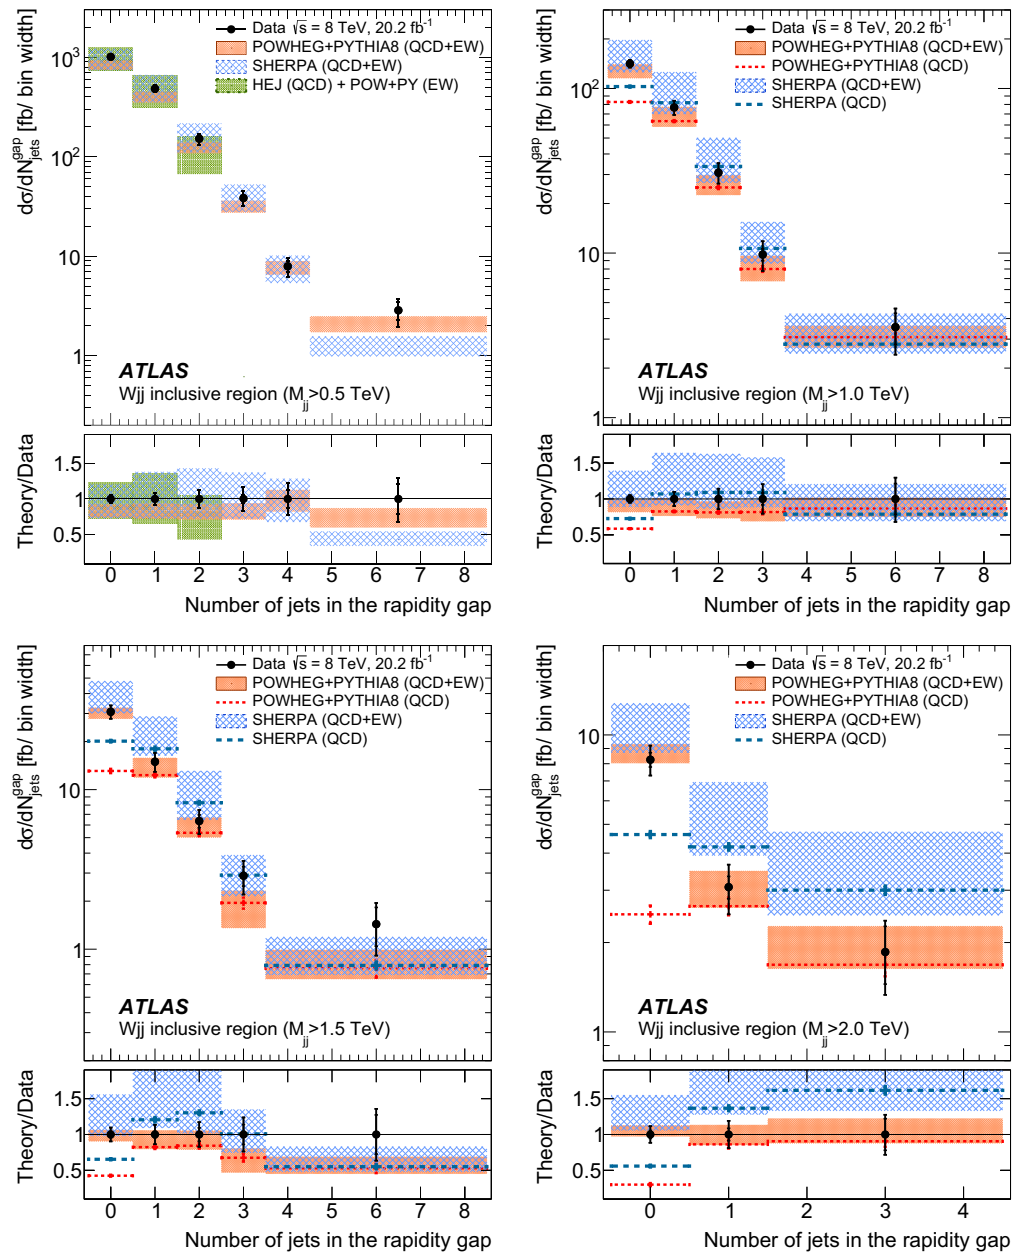 Data √s = 8 TeV, 20.2 fb⁻¹
POWHEG+PYTHIA8 (QCD+EW)
SHERPA (QCD+EW)
HEJ (QCD) + POW+PY (EW)
dσ/dN^gap_jets [fb/ bin width]
10³
10²
10
1
ATLAS
Wjj inclusive region (M_jj>0.5 TeV)
Theory/Data
1.5
1
0.5
0 1 2 3 4 5 6 7 8
Number of jets in the rapidity gap
Data √s = 8 TeV, 20.2 fb⁻¹
POWHEG+PYTHIA8 (QCD+EW)
POWHEG+PYTHIA8 (QCD)
SHERPA (QCD+EW)
SHERPA (QCD)
dσ/dN^gap_jets [fb/ bin width]
10²
10
1
ATLAS
Wjj inclusive region (M_jj>1.0 TeV)
Theory/Data
1.5
1
0.5
0 1 2 3 4 5 6 7 8
Number of jets in the rapidity gap
Data √s = 8 TeV, 20.2 fb⁻¹
POWHEG+PYTHIA8 (QCD+EW)
POWHEG+PYTHIA8 (QCD)
SHERPA (QCD+EW)
SHERPA (QCD)
dσ/dN^gap_jets [fb/ bin width]
10
1
ATLAS
Wjj inclusive region (M_jj>1.5 TeV)
Theory/Data
1.5
1
0.5
0 1 2 3 4 5 6 7 8
Number of jets in the rapidity gap
Data √s = 8 TeV, 20.2 fb⁻¹
POWHEG+PYTHIA8 (QCD+EW)
POWHEG+PYTHIA8 (QCD)
SHERPA (QCD+EW)
SHERPA (QCD)
dσ/dN^gap_jets [fb/ bin width]
10
1
ATLAS
Wjj inclusive region (M_jj>2.0 TeV)
Theory/Data
1.5
1
0.5
0 1 2 3 4
Number of jets in the rapidity gap